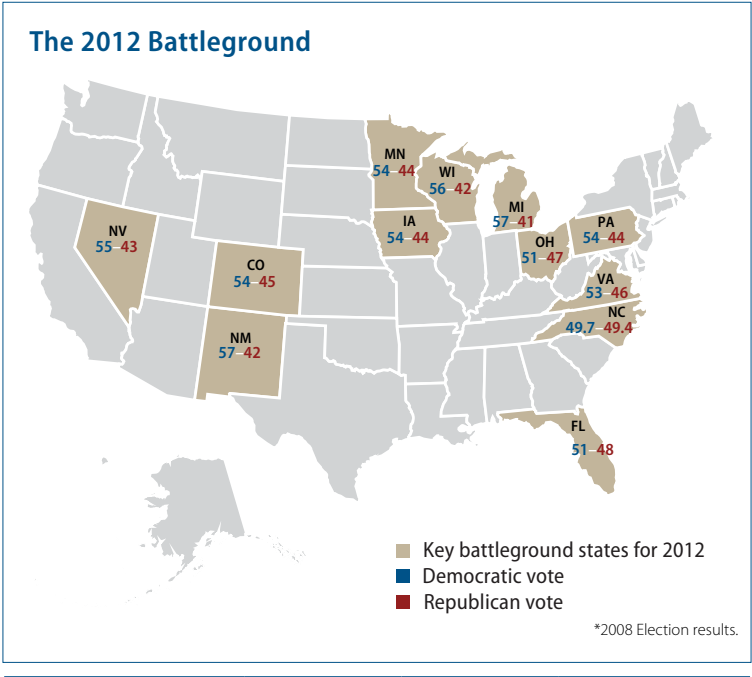 The 2012 Battleground
MN
54–44
WI
56–42
MI
57–41
IA
54–44
PA
54–44
OH
51–47
NV
55–43
CO
54–45
VA
53–46
NC
49.7–49.4
NM
57–42
FL
51–48
Key battleground states for 2012
Democratic vote
Republican vote
*2008 Election results.